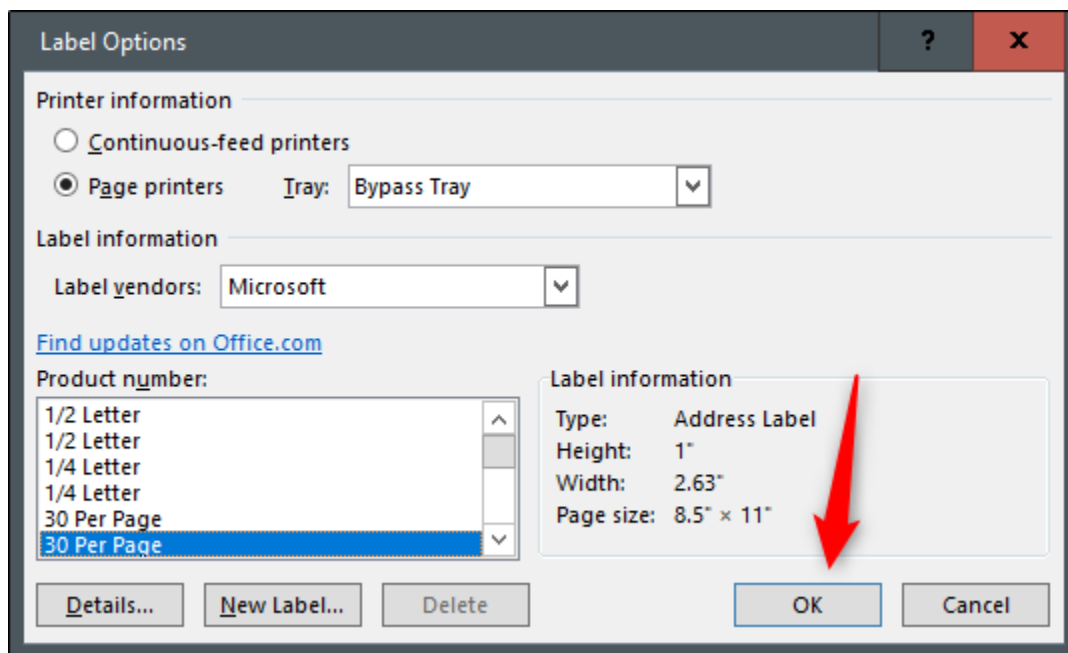 Label Options ? x
Printer information
Continuous-feed printers
Page printers Tray: Bypass Tray
Label information
Label vendors: Microsoft
Find updates on Office.com
Product number:
1/2 Letter
1/2 Letter
1/4 Letter
1/4 Letter
30 Per Page
30 Per Page
Label information
Type: Address Label
Height: 1"
Width: 2.63"
Page size: 8.5" × 11"
Details... New Label... Delete OK Cancel